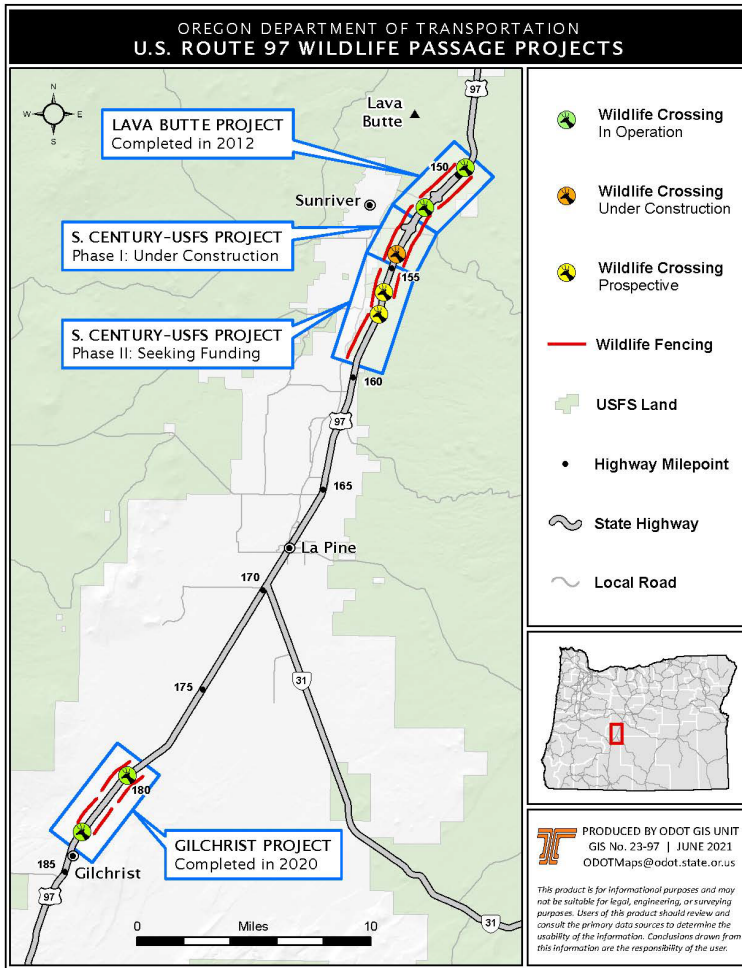 OREGON DEPARTMENT OF TRANSPORTATION
U.S. ROUTE 97 WILDLIFE PASSAGE PROJECTS
N
W
E
S
97
Lava
Butte
LAVA BUTTE PROJECT
Completed in 2012
150
Sunriver
S. CENTURY-USFS PROJECT
Phase I: Under Construction
155
S. CENTURY-USFS PROJECT
Phase II: Seeking Funding
160
97
165
La Pine
170
31
175
180
GILCHRIST PROJECT
Completed in 2020
185
Gilchrist
97
31
Miles
0
10
Wildlife Crossing
In Operation
Wildlife Crossing
Under Construction
Wildlife Crossing
Prospective
Wildlife Fencing
USFS Land
Highway Milepoint
State Highway
Local Road
PRODUCED BY ODOT GIS UNIT
GIS No. 23-97 | JUNE 2021
ODOTMaps@odot.state.or.us
This product is for informational purposes and may
not be suitable for legal, engineering, or surveying
purposes. Users of this product should review and
consult the primary data sources to determine the
usability of the information. Conclusions drawn from
this information are the responsibility of the user.